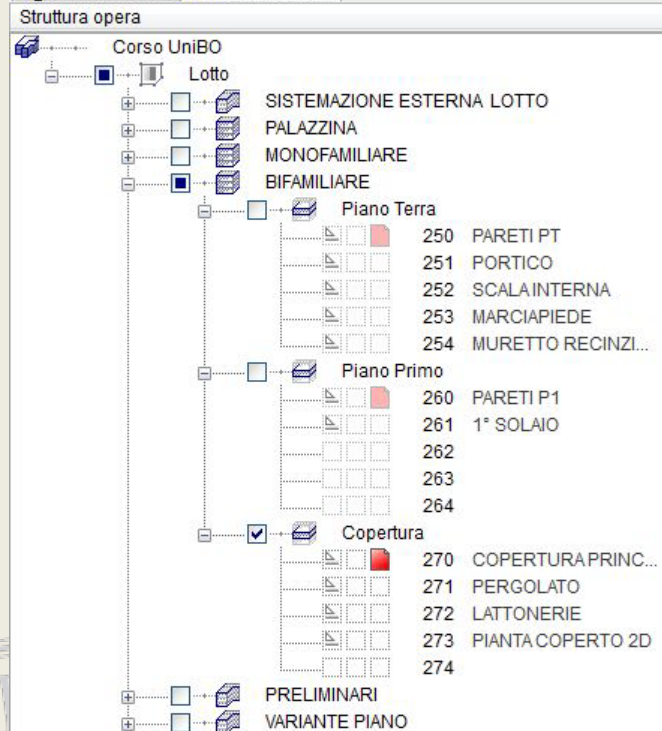 Struttura opera
Corso UniBO
Lotto
SISTEMAZIONE ESTERNA LOTTO
PALAZZINA
MONOFAMILIARE
BIFAMILIARE
Piano Terra
250 PARETI PT
251 PORTICO
252 SCALA INTERNA
253 MARCIAPIEDE
254 MURETTO RECINZI...
Piano Primo
260 PARETI P1
261 1° SOLAIO
262
263
264
Copertura
270 COPERTURA PRINC...
271 PERGOLATO
272 LATTONERIE
273 PIANTA COPERTO 2D
274
PRELIMINARI
VARIANTE PIANO